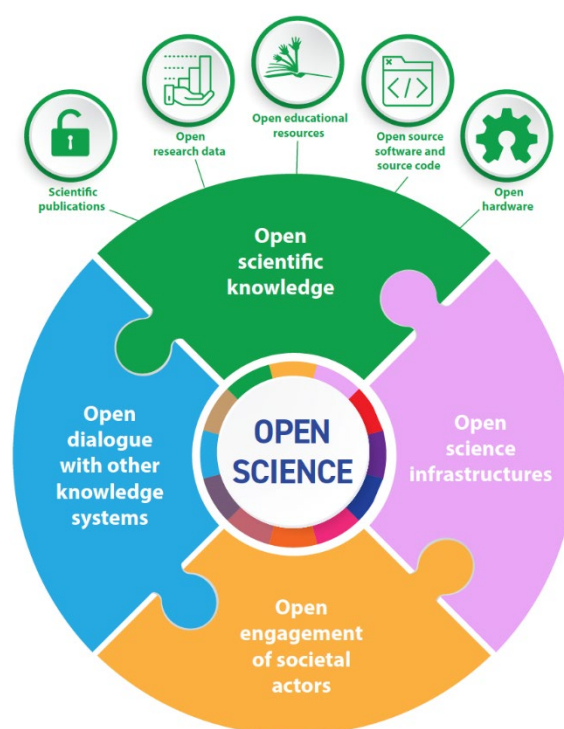 Open educational
resources
Open
research data
Open source
software and
source code
Scientific
publications
Open
hardware
</>
Open
scientific
knowledge
Open
dialogue
with other
knowledge
systems
OPEN
SCIENCE
Open
science
infrastructures
Open
engagement
of societal
actors